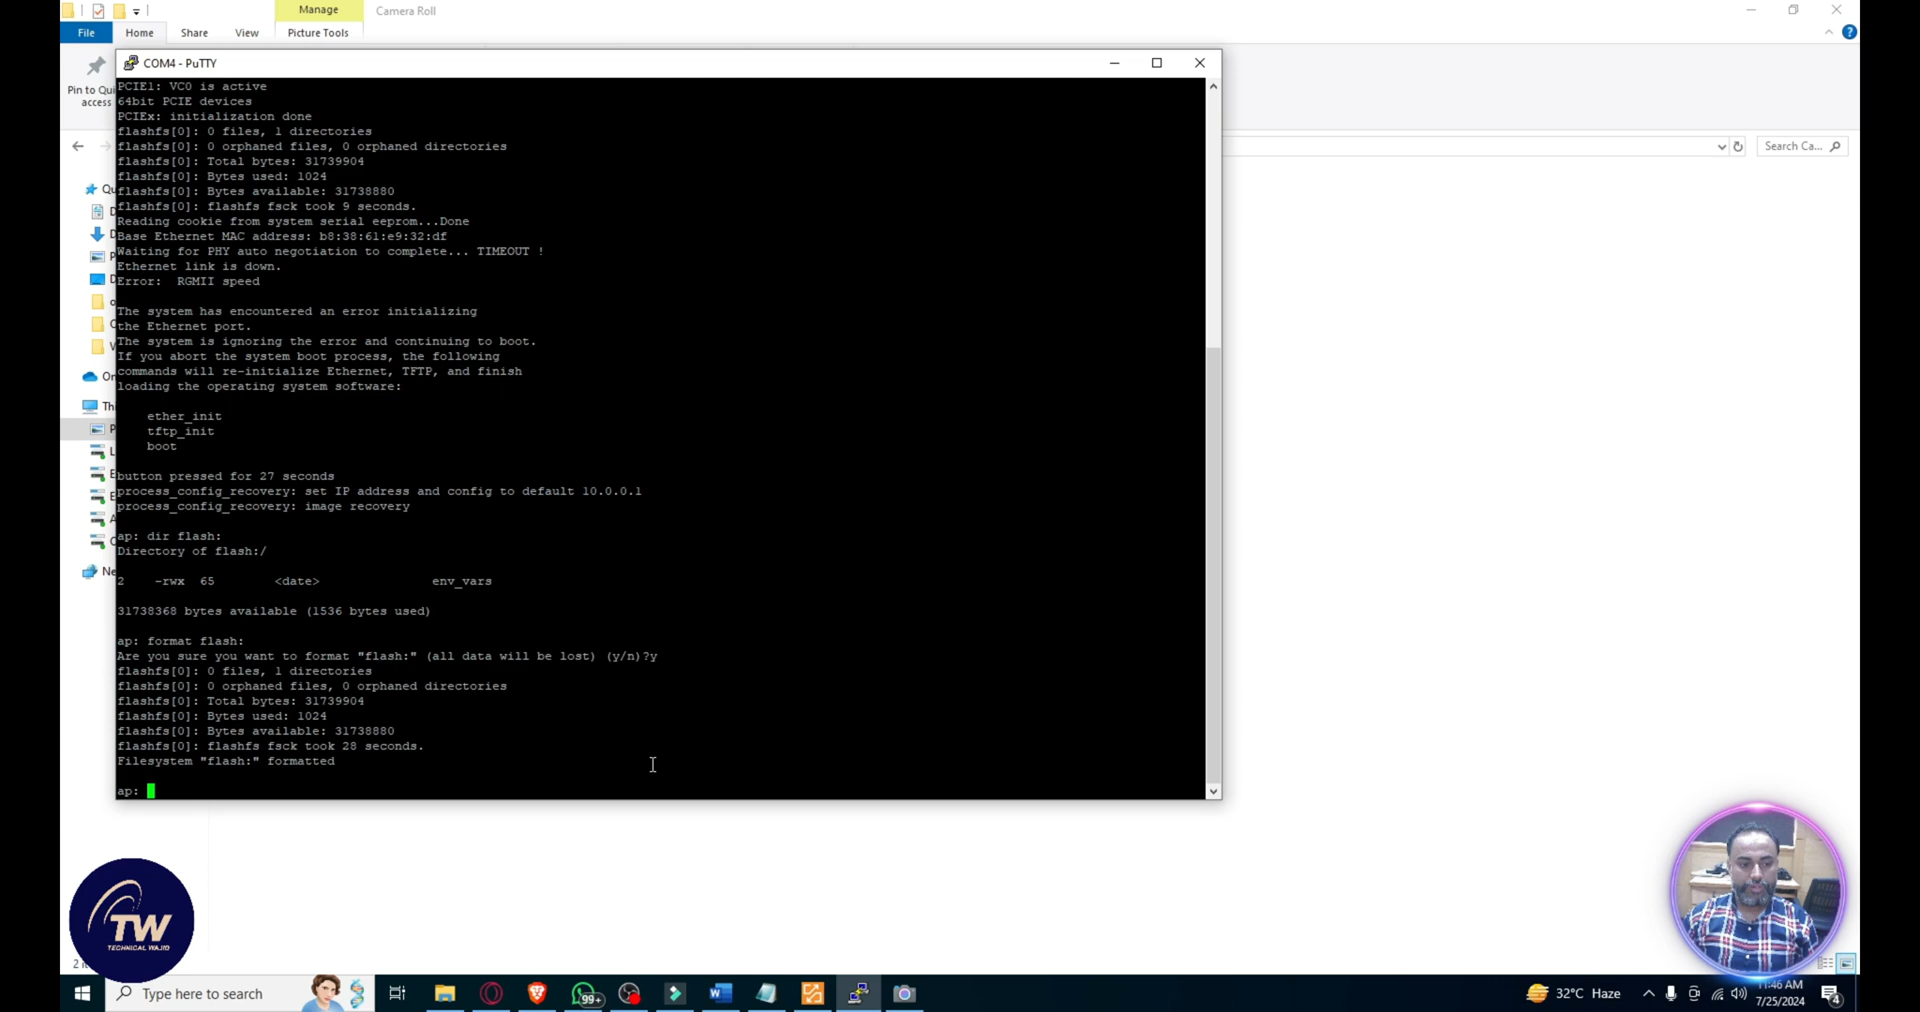 Manage
Camera Roll
File
Home
Share
View
Picture Tools
Pin to Qui
access
COM4 - PuTTY
PCIE1: VC0 is active
64bit PCIE devices
PCIEx: initialization done
flashfs[0]: 0 files, 1 directories
flashfs[0]: 0 orphaned files, 0 orphaned directories
flashfs[0]: Total bytes: 31739904
flashfs[0]: Bytes used: 1024
flashfs[0]: Bytes available: 31738880
flashfs[0]: flashfs fsck took 9 seconds.
Reading cookie from system serial eeprom...Done
Base Ethernet MAC address: b8:38:61:e9:32:df
Waiting for PHY auto negotiation to complete... TIMEOUT !
Ethernet link is down.
Error:  RGMII speed
The system has encountered an error initializing
the Ethernet port.
The system is ignoring the error and continuing to boot.
If you abort the system boot process, the following
commands will re-initialize Ethernet, TFTP, and finish
loading the operating system software:
ether_init
tftp_init
boot
button pressed for 27 seconds
process_config_recovery: set IP address and config to default 10.0.0.1
process_config_recovery: image recovery
ap: dir flash:
Directory of flash:/
2    -rwx  65        <date>               env_vars
31738368 bytes available (1536 bytes used)
ap: format flash:
Are you sure you want to format "flash:" (all data will be lost) (y/n)?y
flashfs[0]: 0 files, 1 directories
flashfs[0]: 0 orphaned files, 0 orphaned directories
flashfs[0]: Total bytes: 31739904
flashfs[0]: Bytes used: 1024
flashfs[0]: Bytes available: 31738880
flashfs[0]: flashfs fsck took 28 seconds.
Filesystem "flash:" formatted
ap:
Search Ca...
Qu
On
Thi
Ne
TW
TECHNICAL WAJID
Type here to search
99+
32°C Haze
11:46 AM
7/25/2024
4